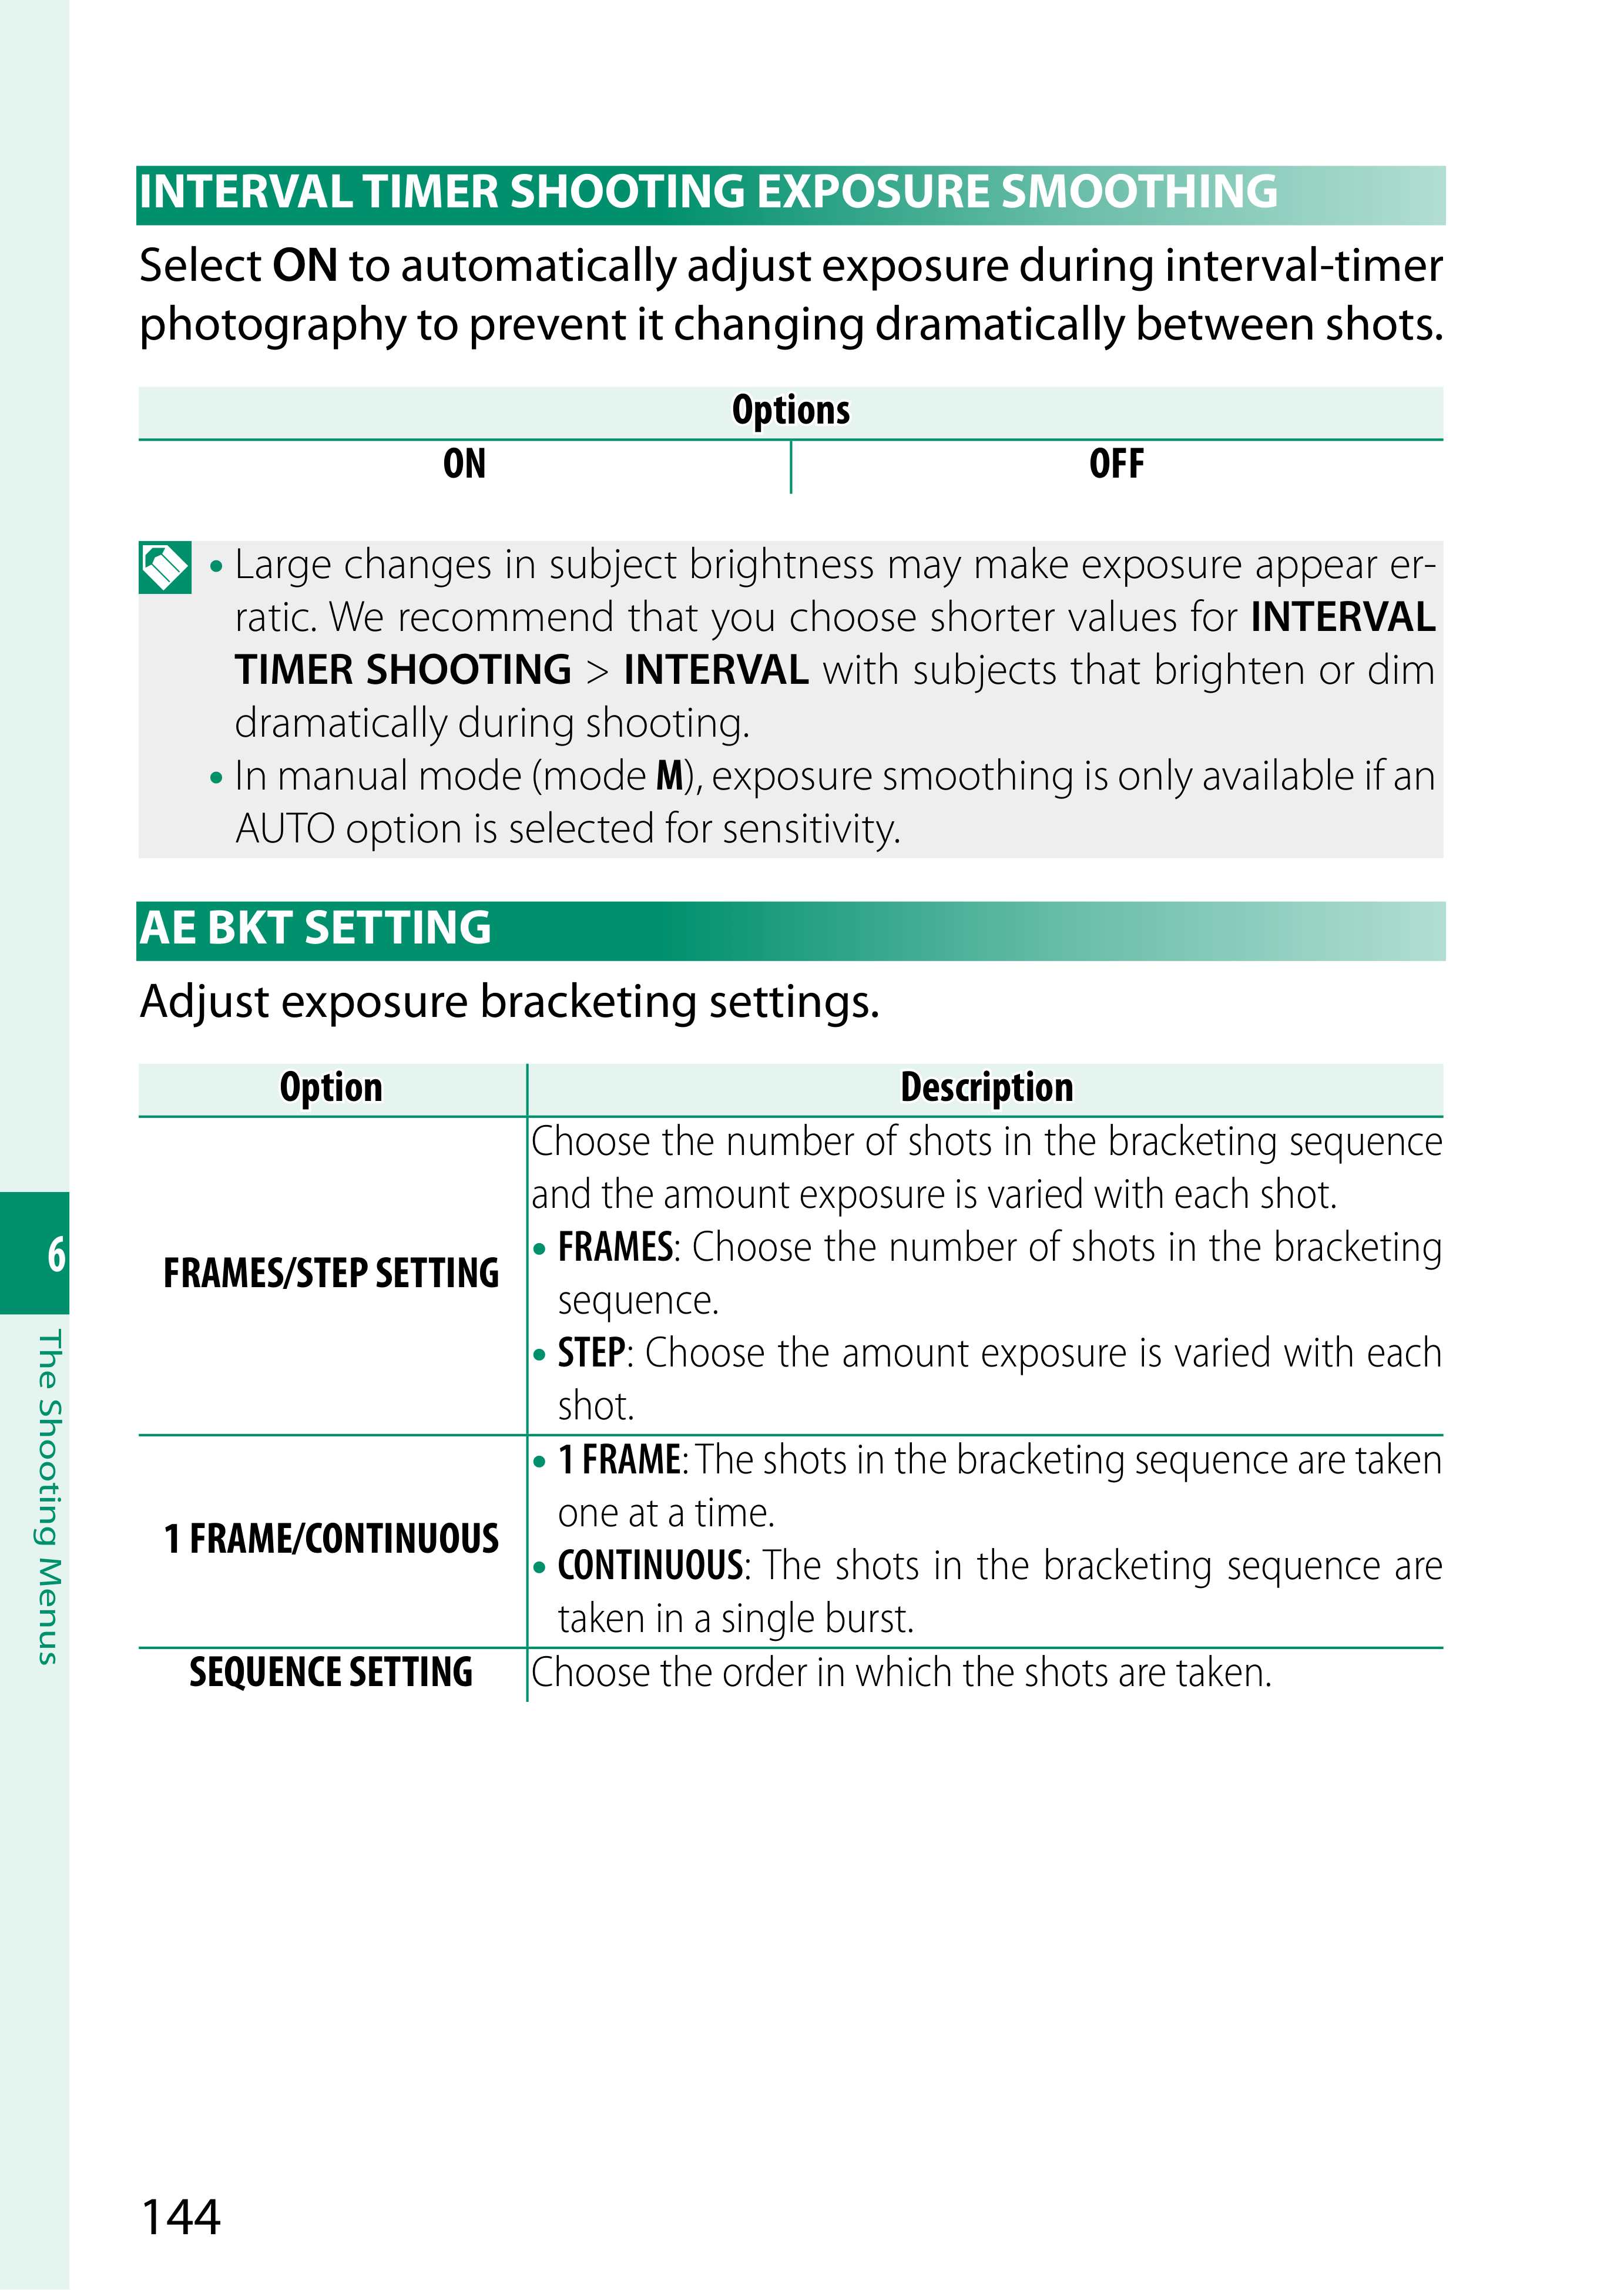 INTERVAL TIMER SHOOTING EXPOSURE SMOOTHING
Select ON to automatically adjust exposure during interval-timer
photography to prevent it changing dramatically between shots.
Options
ON OFF
• Large changes in subject brightness may make exposure appear er-
ratic. We recommend that you choose shorter values for INTERVAL
TIMER SHOOTING > INTERVAL with subjects that brighten or dim
dramatically during shooting.
• In manual mode (mode M), exposure smoothing is only available if an
AUTO option is selected for sensitivity.
AE BKT SETTING
Adjust exposure bracketing settings.
Option Description
FRAMES/STEP SETTING
Choose the number of shots in the bracketing sequence
and the amount exposure is varied with each shot.
• FRAMES: Choose the number of shots in the bracketing
sequence.
• STEP: Choose the amount exposure is varied with each
shot.
1 FRAME/CONTINUOUS
• 1 FRAME: The shots in the bracketing sequence are taken
one at a time.
• CONTINUOUS: The shots in the bracketing sequence are
taken in a single burst.
SEQUENCE SETTING Choose the order in which the shots are taken.
6
The Shooting Menus
144